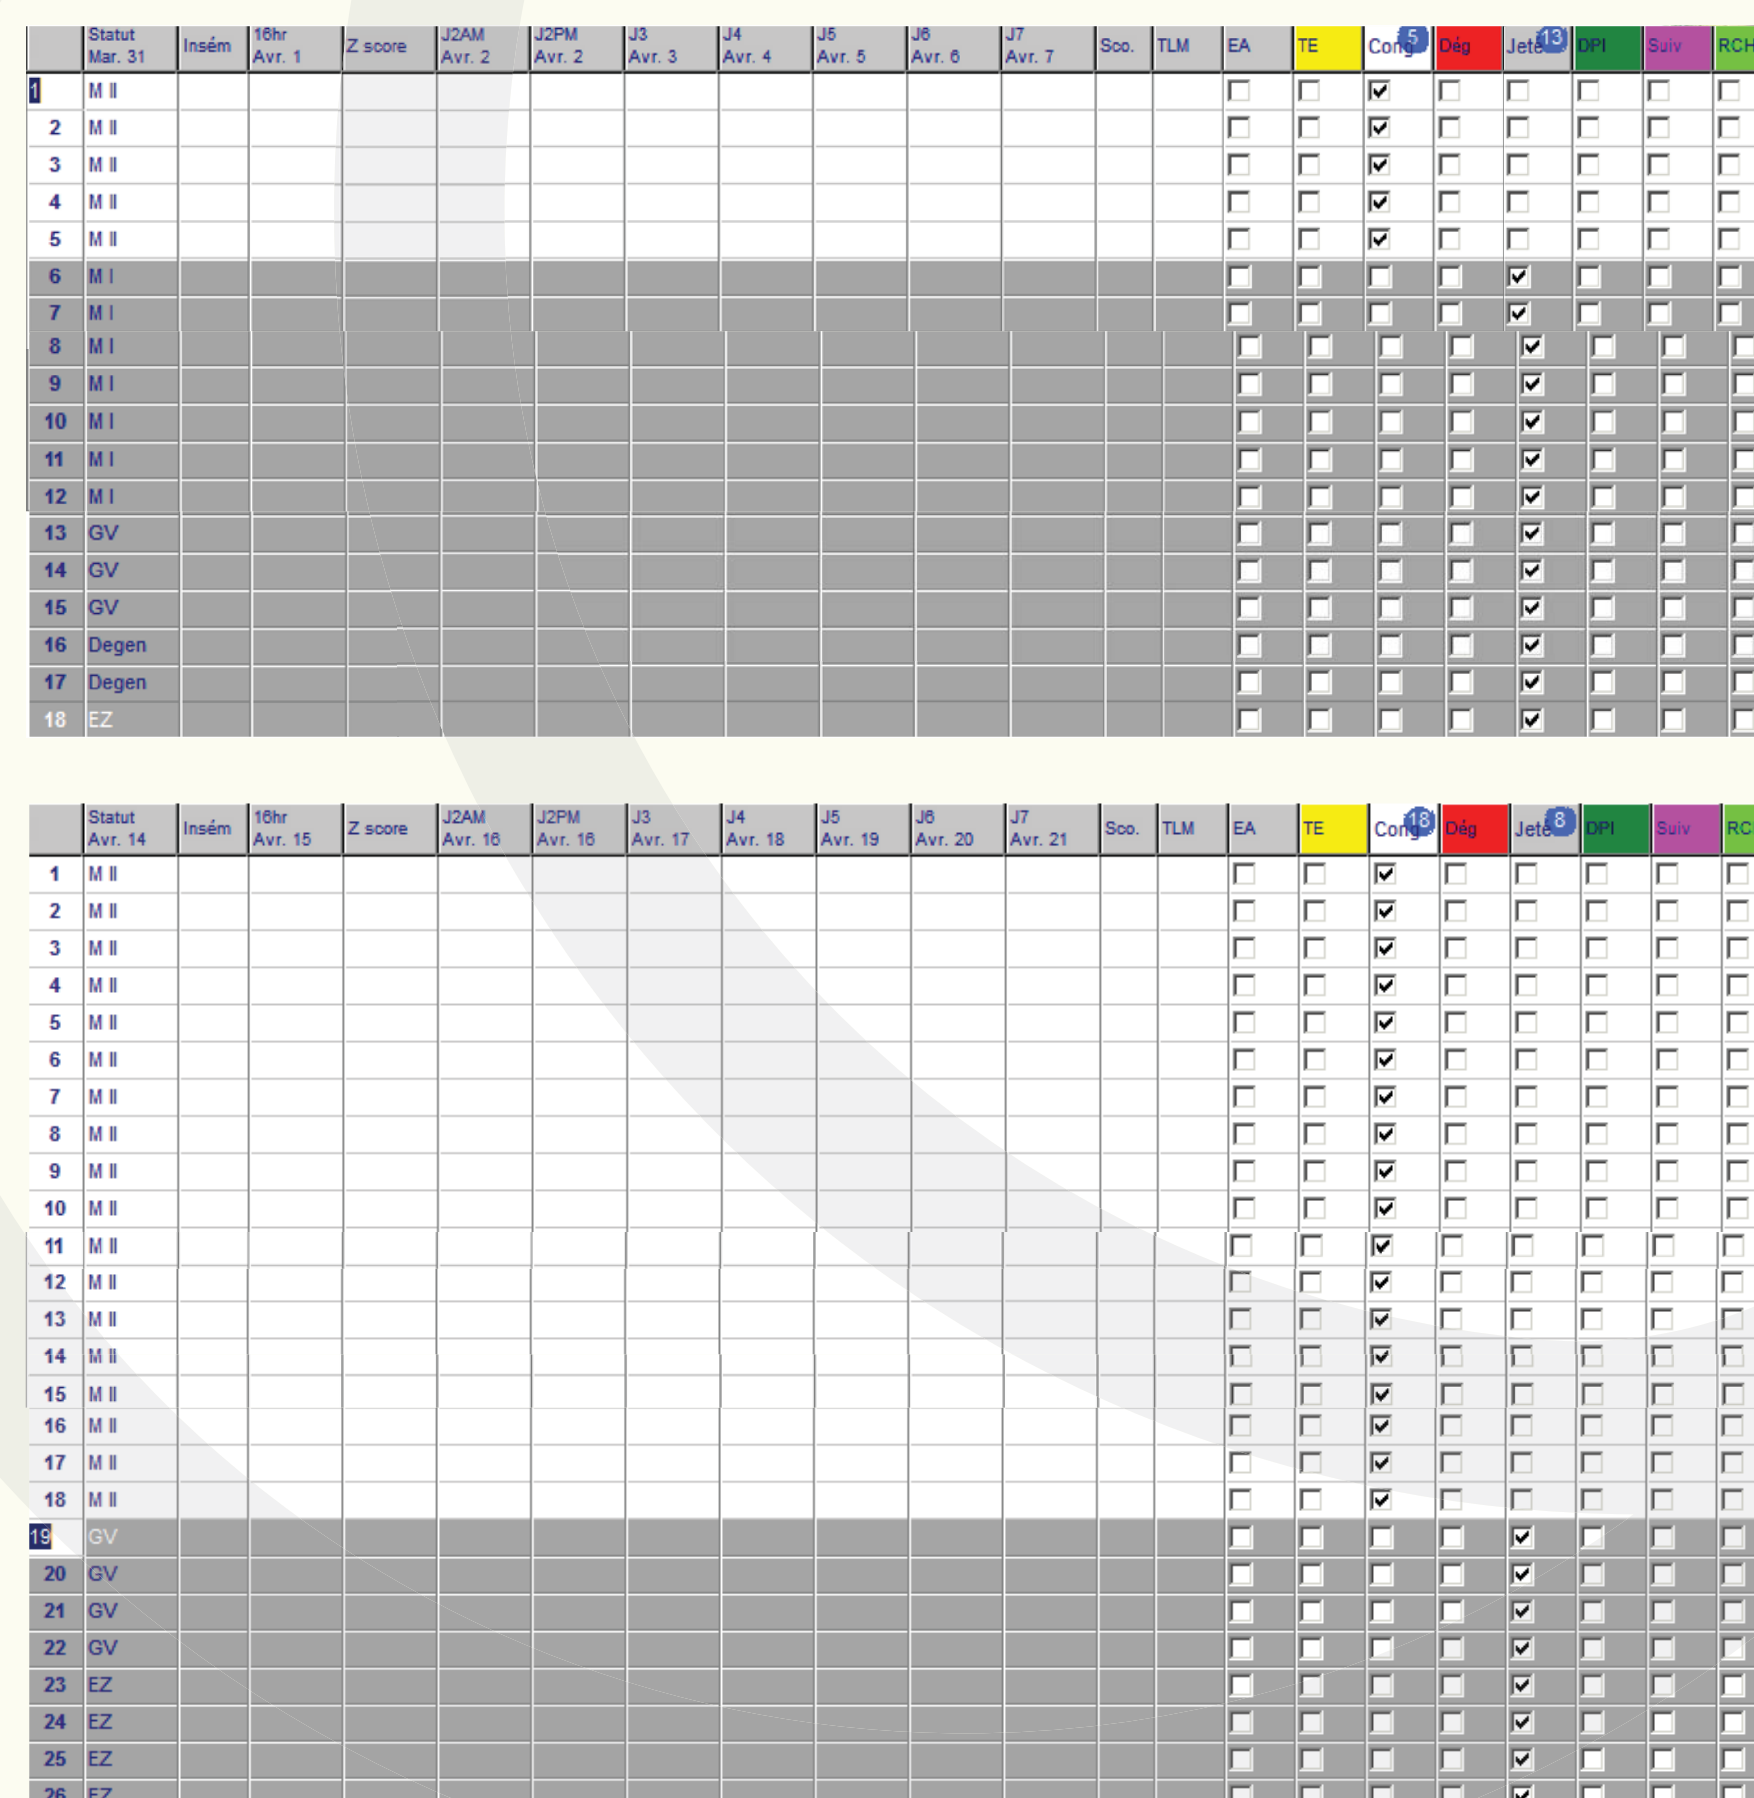 Statut Mar. 31 Insém 16hr Avr. 1 Z score J2AM Avr. 2 J2PM Avr. 2 J3 Avr. 3 J4 Avr. 4 J5 Avr. 5 J6 Avr. 6 J7 Avr. 7 Sco. TLM EA TE Cong 5 Dég Jeté 13 DPI Suiv RCH
1 M II
2 M II
3 M II
4 M II
5 M II
6 M I
7 M I
8 M I
9 M I
10 M I
11 M I
12 M I
13 GV
14 GV
15 GV
16 Degen
17 Degen
18 EZ
Statut Avr. 14 Insém 16hr Avr. 15 Z score J2AM Avr. 16 J2PM Avr. 16 J3 Avr. 17 J4 Avr. 18 J5 Avr. 19 J6 Avr. 20 J7 Avr. 21 Sco. TLM EA TE Cong 18 Dég Jeté 8 DPI Suiv RC
1 M II
2 M II
3 M II
4 M II
5 M II
6 M II
7 M II
8 M II
9 M II
10 M II
11 M II
12 M II
13 M II
14 M II
15 M II
16 M II
17 M II
18 M II
19 GV
20 GV
21 GV
22 GV
23 EZ
24 EZ
25 EZ
26 EZ